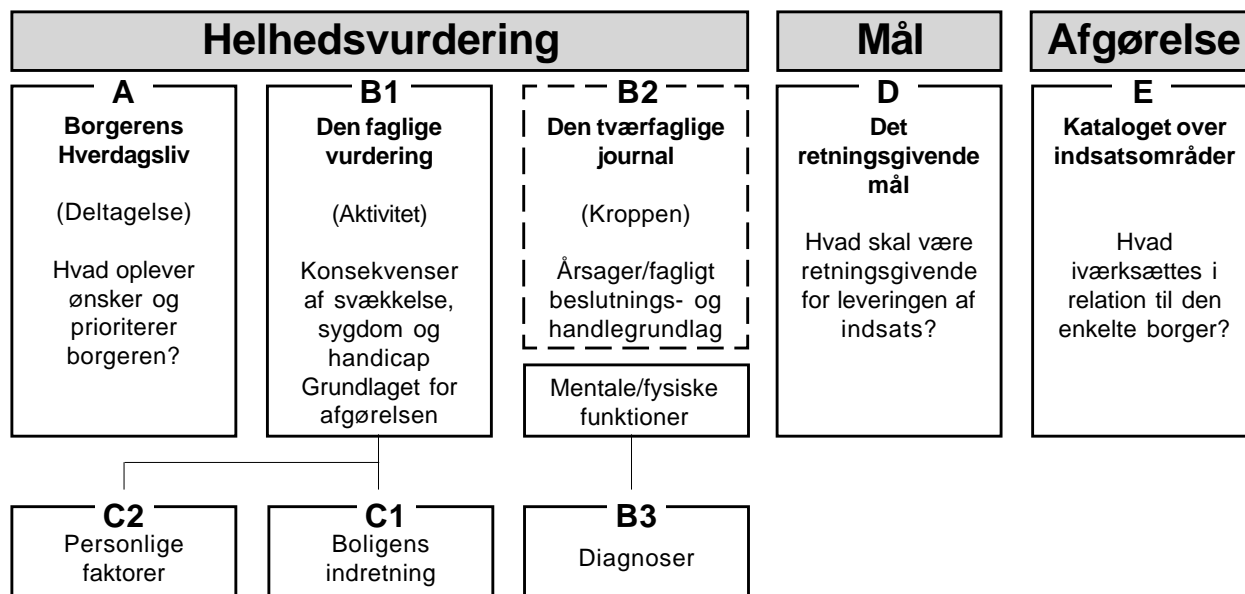 Helhedsvurdering
Mål
Afgørelse
A
Borgerens
Hverdagsliv
(Deltagelse)
Hvad oplever
ønsker og
prioriterer
borgeren?
B1
Den faglige
vurdering
(Aktivitet)
Konsekvenser
af svækkelse,
sygdom og
handicap
Grundlaget for
afgørelsen
B2
Den tværfaglige
journal
(Kroppen)
Årsager/fagligt
beslutnings- og
handlegrundlag
Mentale/fysiske
funktioner
D
Det
retningsgivende
mål
Hvad skal være
retningsgivende
for leveringen af
indsats?
E
Kataloget over
indsatsområder
Hvad
iværksættes i
relation til den
enkelte borger?
C2
Personlige
faktorer
C1
Boligens
indretning
B3
Diagnoser